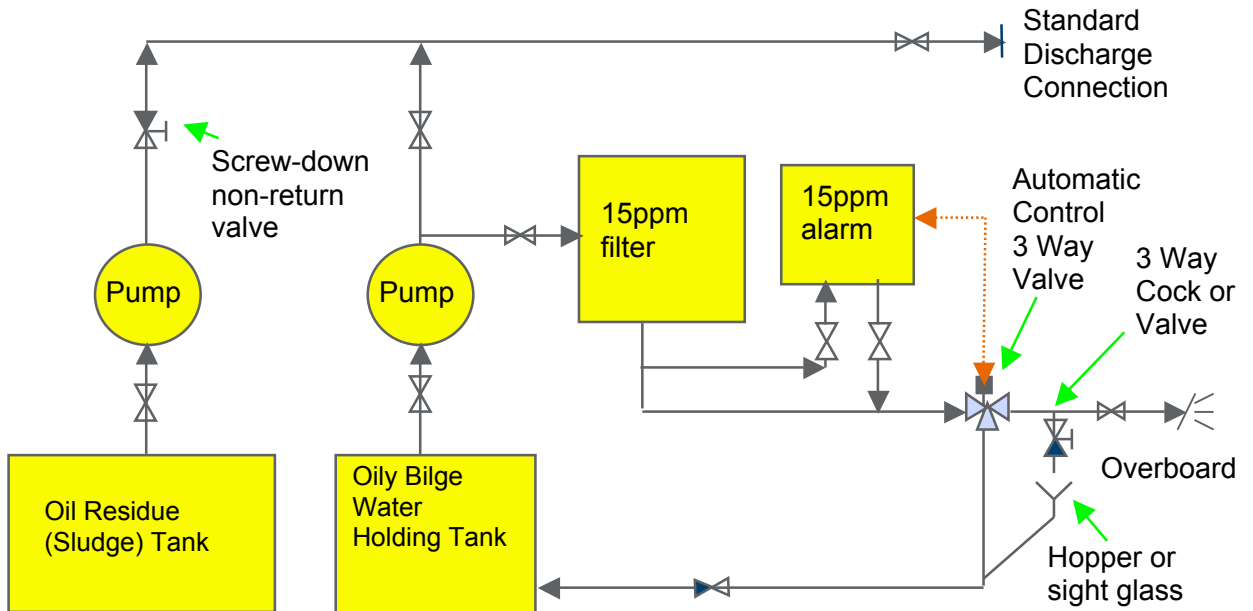 Standard
Discharge
Connection
Screw-down
non-return
valve
15ppm
filter
15ppm
alarm
Automatic
Control
3 Way
Valve
3 Way
Cock or
Valve
Pump
Pump
Overboard
Oil Residue
(Sludge) Tank
Oily Bilge
Water
Holding Tank
Hopper or
sight glass